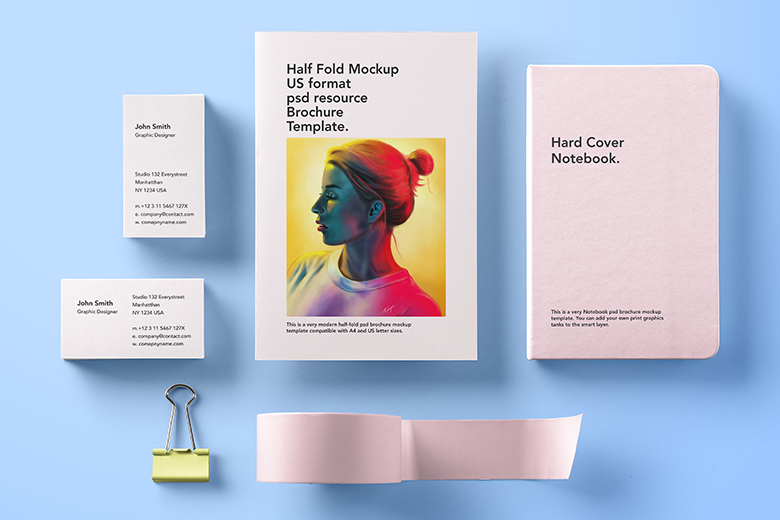 John Smith
Graphic Designer
Studio 132 Everystreet
Manhatthan
NY 1234 USA
m.+12 3 11 5467 127X
e. company@contact.com
w. comepnyname.com
John Smith
Graphic Designer
Studio 132 Everystreet
Manhatthan
NY 1234 USA
m.+12 3 11 5467 127X
e. company@contact.com
w. comepnyname.com
Half Fold Mockup
US format
psd resource
Brochure
Template.
This is a very modern half-fold psd brochure mockup
template compatible with A4 and US letter sizes.
Hard Cover
Notebook.
This is a very Notebook psd brochure mockup
template. You can add your own print graphics
tanks to the smart layer.